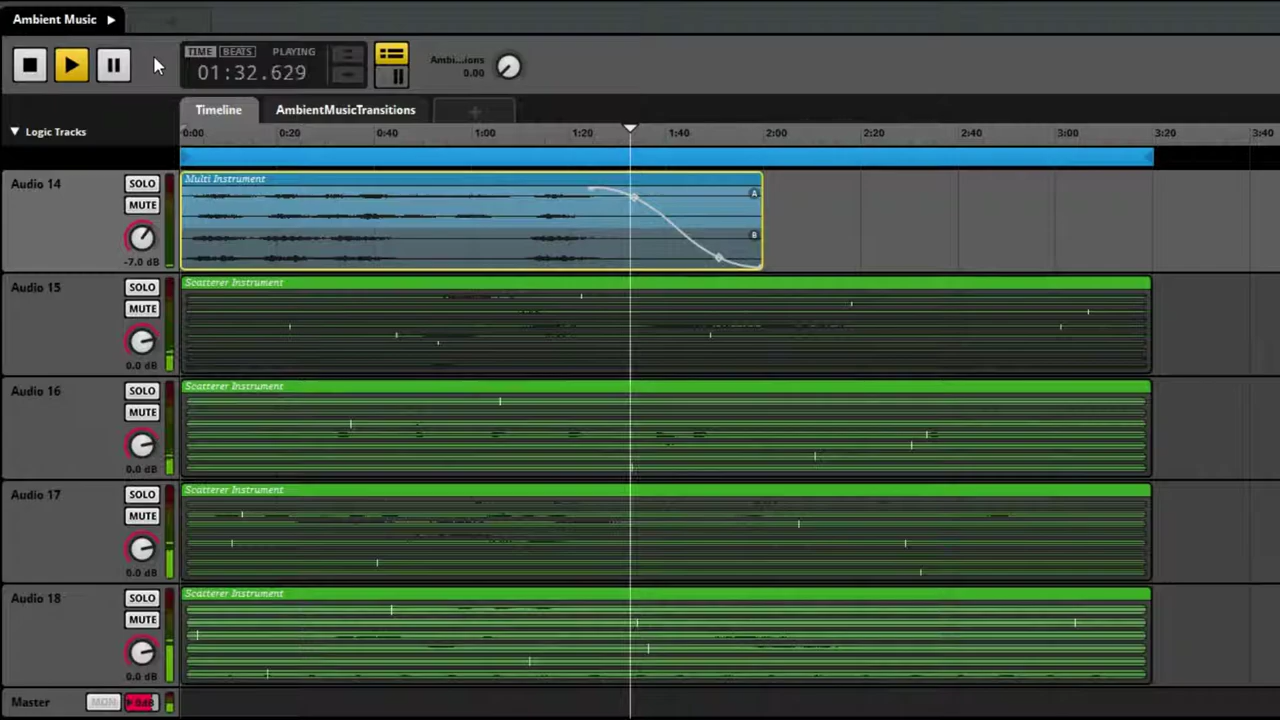 Ambient Music
TIME BEATS PLAYING
01:32.629
Ambi...ions
0.00
Timeline AmbientMusicTransitions
Logic Tracks
0:00 0:20 0:40 1:00 1:20 1:40 2:00 2:20 2:40 3:00 3:20 3:40
Audio 14 SOLO
MUTE
-7.0 dB
Multi Instrument
A
B
Audio 15 SOLO
MUTE
0.0 dB
Scatterer Instrument
Audio 16 SOLO
MUTE
0.0 dB
Scatterer Instrument
Audio 17 SOLO
MUTE
0.0 dB
Scatterer Instrument
Audio 18 SOLO
MUTE
0.0 dB
Scatterer Instrument
Master MON 0dB